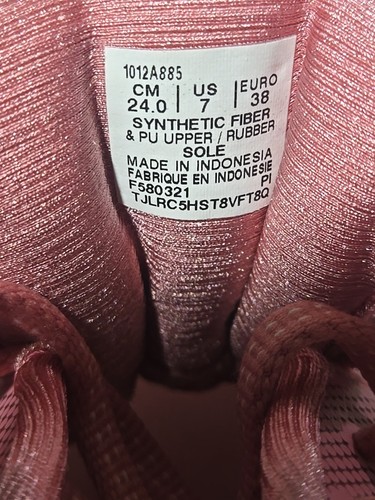 1012A885
CM | US | EURO
24.0 | 7 | 38
SYNTHETIC FIBER
& PU UPPER / RUBBER
SOLE
MADE IN INDONESIA
FABRIQUE EN INDONESIE
F580321 PI
TJLRC5HST8VFT8Q